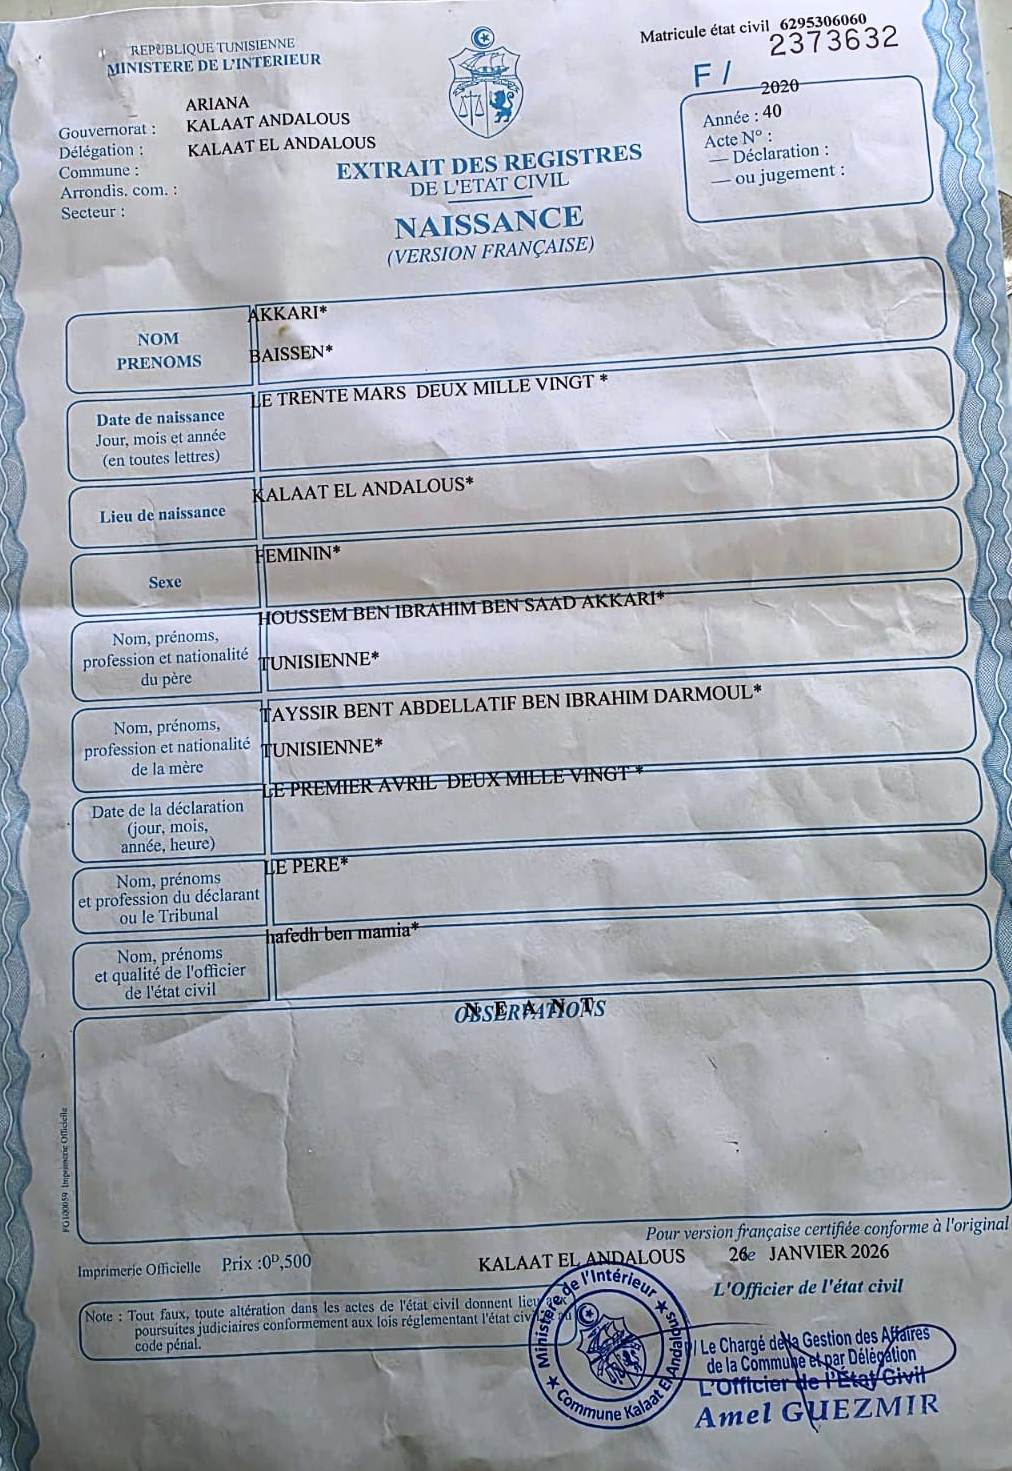 REPUBLIQUE TUNISIENNE
MINISTERE DE L'INTERIEUR
Matricule état civil 6295306060
2373632
F /
2020
Année : 40
Acte N° :
— Déclaration :
— ou jugement :
ARIANA
Gouvernorat : KALAAT ANDALOUS
Délégation : KALAAT EL ANDALOUS
Commune :
Arrondis. com. :
Secteur :
EXTRAIT DES REGISTRES
DE L'ETAT CIVIL
NAISSANCE
(VERSION FRANÇAISE)
AKKARI*
NOM
PRENOMS
BAISSEN*
LE TRENTE MARS DEUX MILLE VINGT *
Date de naissance
Jour, mois et année
(en toutes lettres)
KALAAT EL ANDALOUS*
Lieu de naissance
FEMININ*
Sexe
HOUSSEM BEN IBRAHIM BEN SAAD AKKARI*
Nom, prénoms,
profession et nationalité
du père
TUNISIENNE*
TAYSSIR BENT ABDELLATIF BEN IBRAHIM DARMOUL*
Nom, prénoms,
profession et nationalité
de la mère
TUNISIENNE*
LE PREMIER AVRIL DEUX MILLE VINGT *
Date de la déclaration
(jour, mois,
année, heure)
LE PERE*
Nom, prénoms
et profession du déclarant
ou le Tribunal
hafedh ben mamia*
Nom, prénoms
et qualité de l'officier
de l'état civil
OBSERVATIONS
N E A N T
FG100059 Imprimerie Officielle
Pour version française certifiée conforme à l'original
Imprimerie Officielle Prix :0ᴰ,500
KALAAT EL ANDALOUS 26 JANVIER 2026
L'Officier de l'état civil
Note : Tout faux, toute altération dans les actes de l'état civil donnent lieu
poursuites judiciaires conformement aux lois réglementant l'état
code pénal.
Ministère de l'Intérieur
Commune Kalaat El Andalous
P/ Le Chargé de la Gestion des Affaires
de la Commune et par Délégation
L'Officier de l'État Civil
Amel GUEZMIR